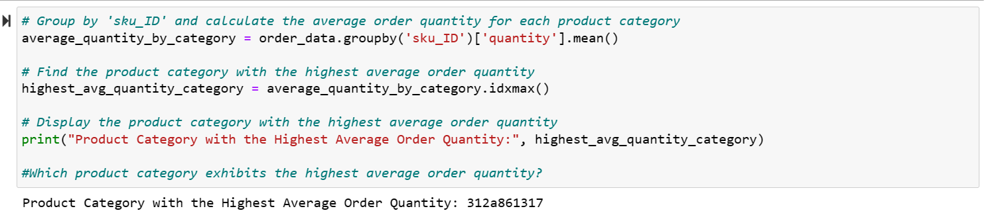 # Group by 'sku_ID' and calculate the average order quantity for each product category
average_quantity_by_category = order_data.groupby('sku_ID')['quantity'].mean()
# Find the product category with the highest average order quantity
highest_avg_quantity_category = average_quantity_by_category.idxmax()
# Display the product category with the highest average order quantity
print("Product Category with the Highest Average Order Quantity:", highest_avg_quantity_category)
#Which product category exhibits the highest average order quantity?
Product Category with the Highest Average Order Quantity: 312a861317